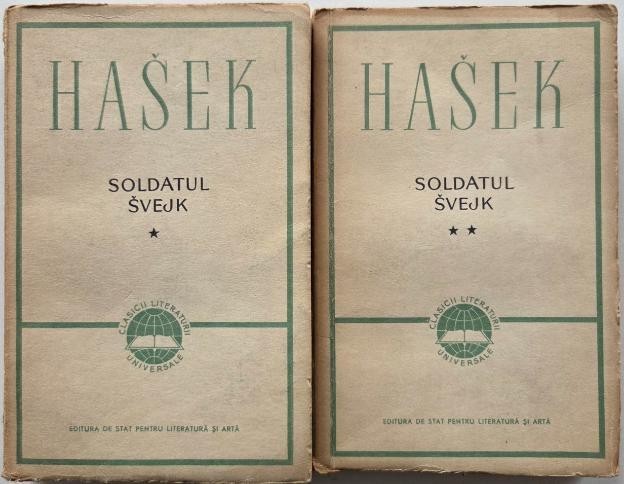 HAŠEK
SOLDATUL
ŠVEJK
★
CLASICII LITERATURII
UNIVERSALE
EDITURA DE STAT PENTRU LITERATURĂ ȘI ARTĂ
HAŠEK
SOLDATUL
ŠVEJK
★★
CLASICII LITERATURII
UNIVERSALE
EDITURA DE STAT PENTRU LITERATURĂ ȘI ARTĂ